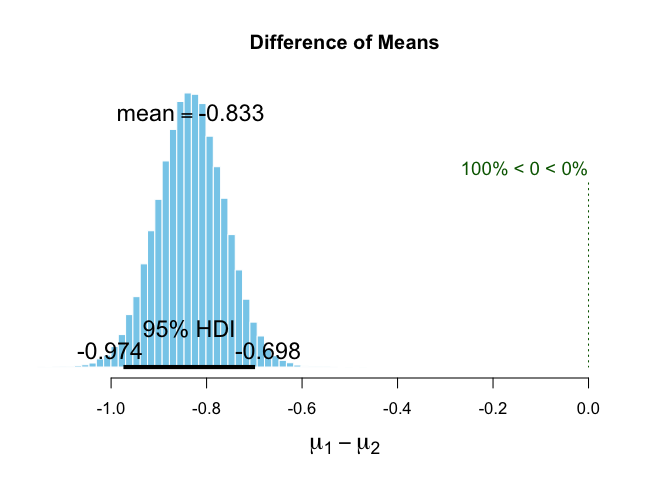 Difference of Means
mean = -0.833
100% < 0 < 0%
95% HDI
-0.974 -0.698
-1.0 -0.8 -0.6 -0.4 -0.2 0.0
μ₁ − μ₂